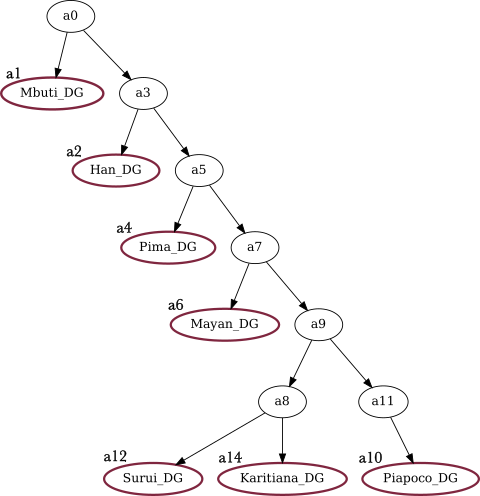 a0
a1
Mbuti_DG
a3
a2
Han_DG
a5
a4
Pima_DG
a7
a6
Mayan_DG
a9
a8
a11
a12
a14
a10
Surui_DG
Karitiana_DG
Piapoco_DG